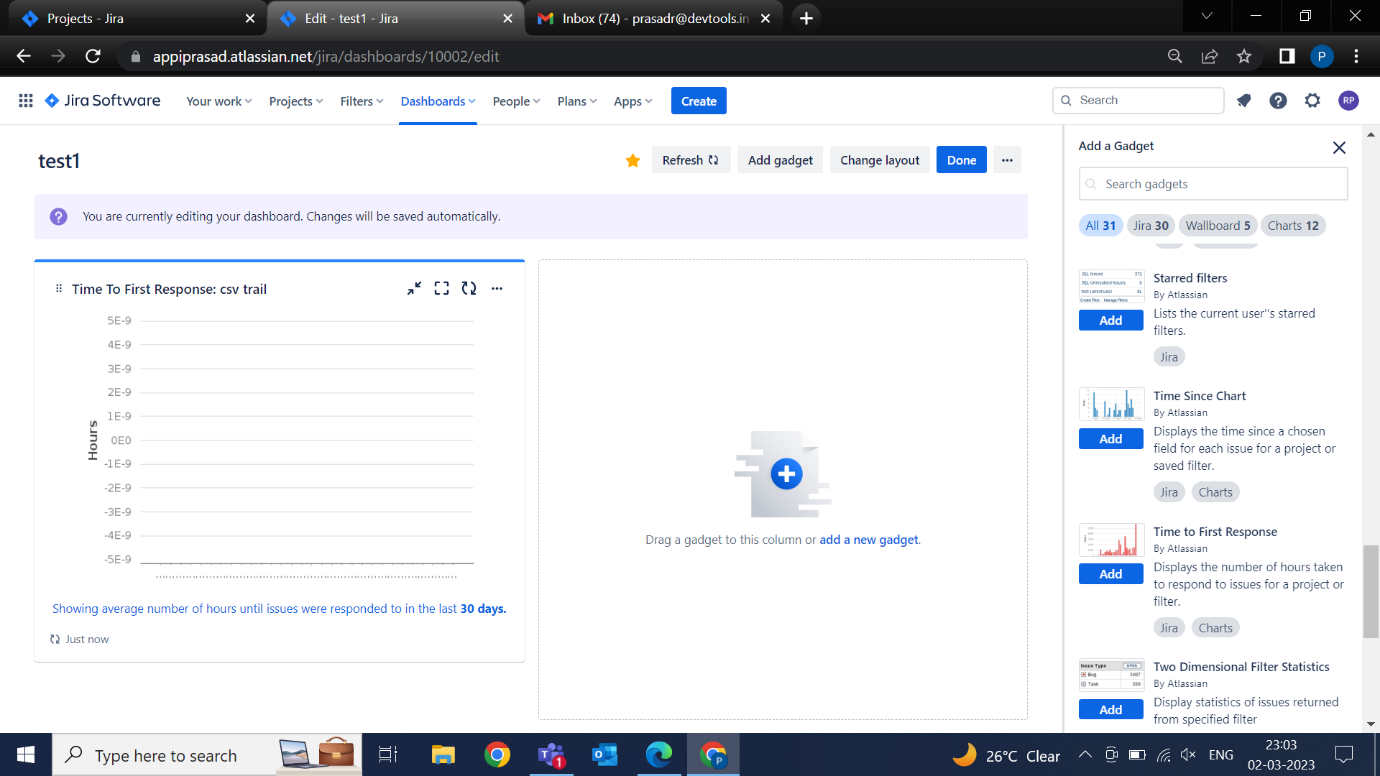 Projects - Jira
Edit - test1 - Jira
Inbox (74) - prasadr@devtools.in
appiprasad.atlassian.net/jira/dashboards/10002/edit
P
Jira Software
Your work
Projects
Filters
Dashboards
People
Plans
Apps
Create
Search
RP
test1
Refresh
Add gadget
Change layout
Done
You are currently editing your dashboard. Changes will be saved automatically.
Time To First Response: csv trail
5E-9
4E-9
3E-9
2E-9
1E-9
0E0
-1E-9
-2E-9
-3E-9
-4E-9
-5E-9
Hours
Showing average number of hours until issues were responded to in the last 30 days.
Just now
Drag a gadget to this column or add a new gadget.
Add a Gadget
Search gadgets
All 31
Jira 30
Wallboard 5
Charts 12
Starred filters
By Atlassian
Add
Lists the current user"s starred
filters.
Jira
Time Since Chart
By Atlassian
Add
Displays the time since a chosen
field for each issue for a project or
saved filter.
Jira
Charts
Time to First Response
By Atlassian
Add
Displays the number of hours taken
to respond to issues for a project or
filter.
Jira
Charts
Two Dimensional Filter Statistics
By Atlassian
Add
Display statistics of issues returned
from specified filter
Type here to search
1
P
26°C Clear
ENG
23:03
02-03-2023